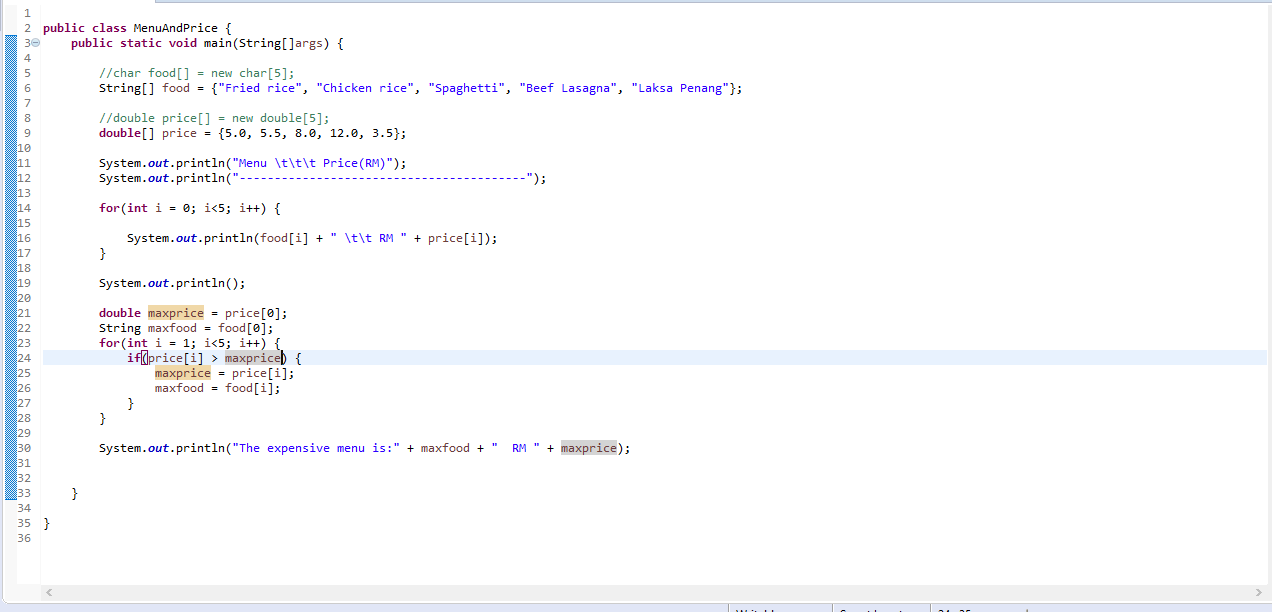 1
2 public class MenuAndPrice {
3 public static void main(String[]args) {
4
5 //char food[] = new char[5];
6 String[] food = {"Fried rice", "Chicken rice", "Spaghetti", "Beef Lasagna", "Laksa Penang"};
7
8 //double price[] = new double[5];
9 double[] price = {5.0, 5.5, 8.0, 12.0, 3.5};
10
11 System.out.println("Menu \t\t\t Price(RM)");
12 System.out.println("-----------------------------------------");
13
14 for(int i = 0; i<5; i++) {
15
16 System.out.println(food[i] + " \t\t RM " + price[i]);
17 }
18
19 System.out.println();
20
21 double maxprice = price[0];
22 String maxfood = food[0];
23 for(int i = 1; i<5; i++) {
24 if(price[i] > maxprice) {
25 maxprice = price[i];
26 maxfood = food[i];
27 }
28 }
29
30 System.out.println("The expensive menu is:" + maxfood + "  RM " + maxprice);
31
32
33 }
34
35 }
36